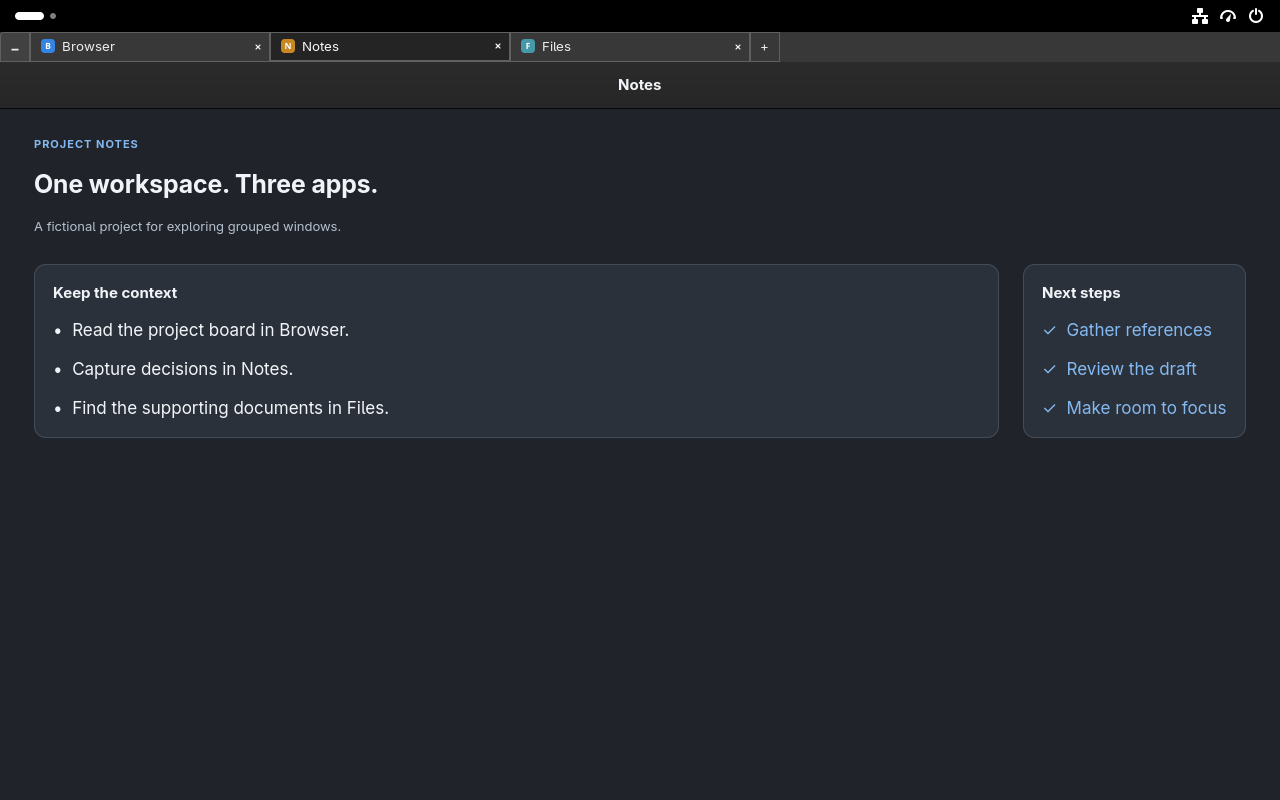 B Browser × N Notes × F Files × +
Notes
PROJECT NOTES
One workspace. Three apps.
A fictional project for exploring grouped windows.
Keep the context
• Read the project board in Browser.
• Capture decisions in Notes.
• Find the supporting documents in Files.
Next steps
✓ Gather references
✓ Review the draft
✓ Make room to focus